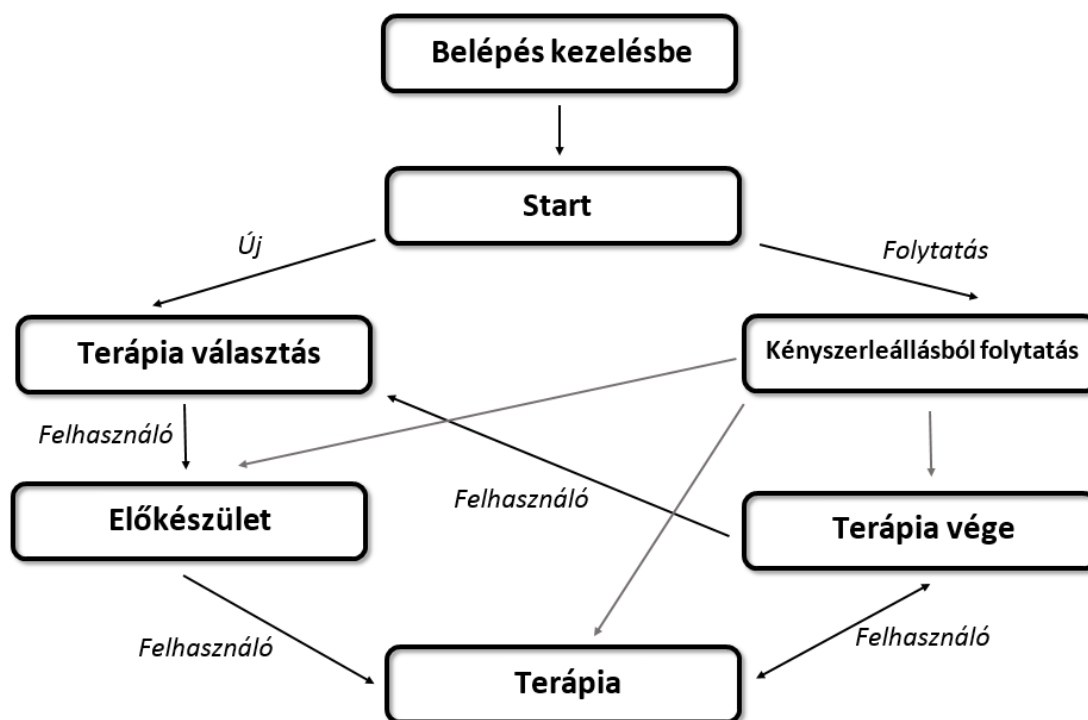 Belépés kezelésbe
Start
Új
Folytatás
Terápia választás
Kényszerleállásból folytatás
Felhasználó
Felhasználó
Előkészület
Terápia vége
Felhasználó
Felhasználó
Terápia